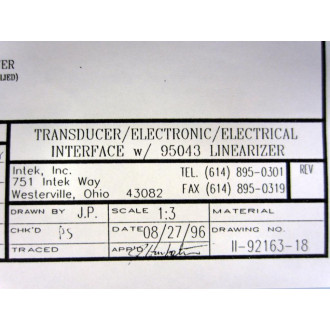 ER
LIED)
TRANSDUCER/ELECTRONIC/ELECTRICAL
INTERFACE w/ 95043 LINEARIZER
Intek, Inc.
751 Intek Way
Westerville, Ohio 43082
TEL. (614) 895-0301
FAX (614) 895-0319
REV
DRAWN BY J.P.
SCALE 1:3
MATERIAL
CHK'D PS
DATE 08/27/96
DRAWING NO.
TRACED
APP'D
II-92163-18